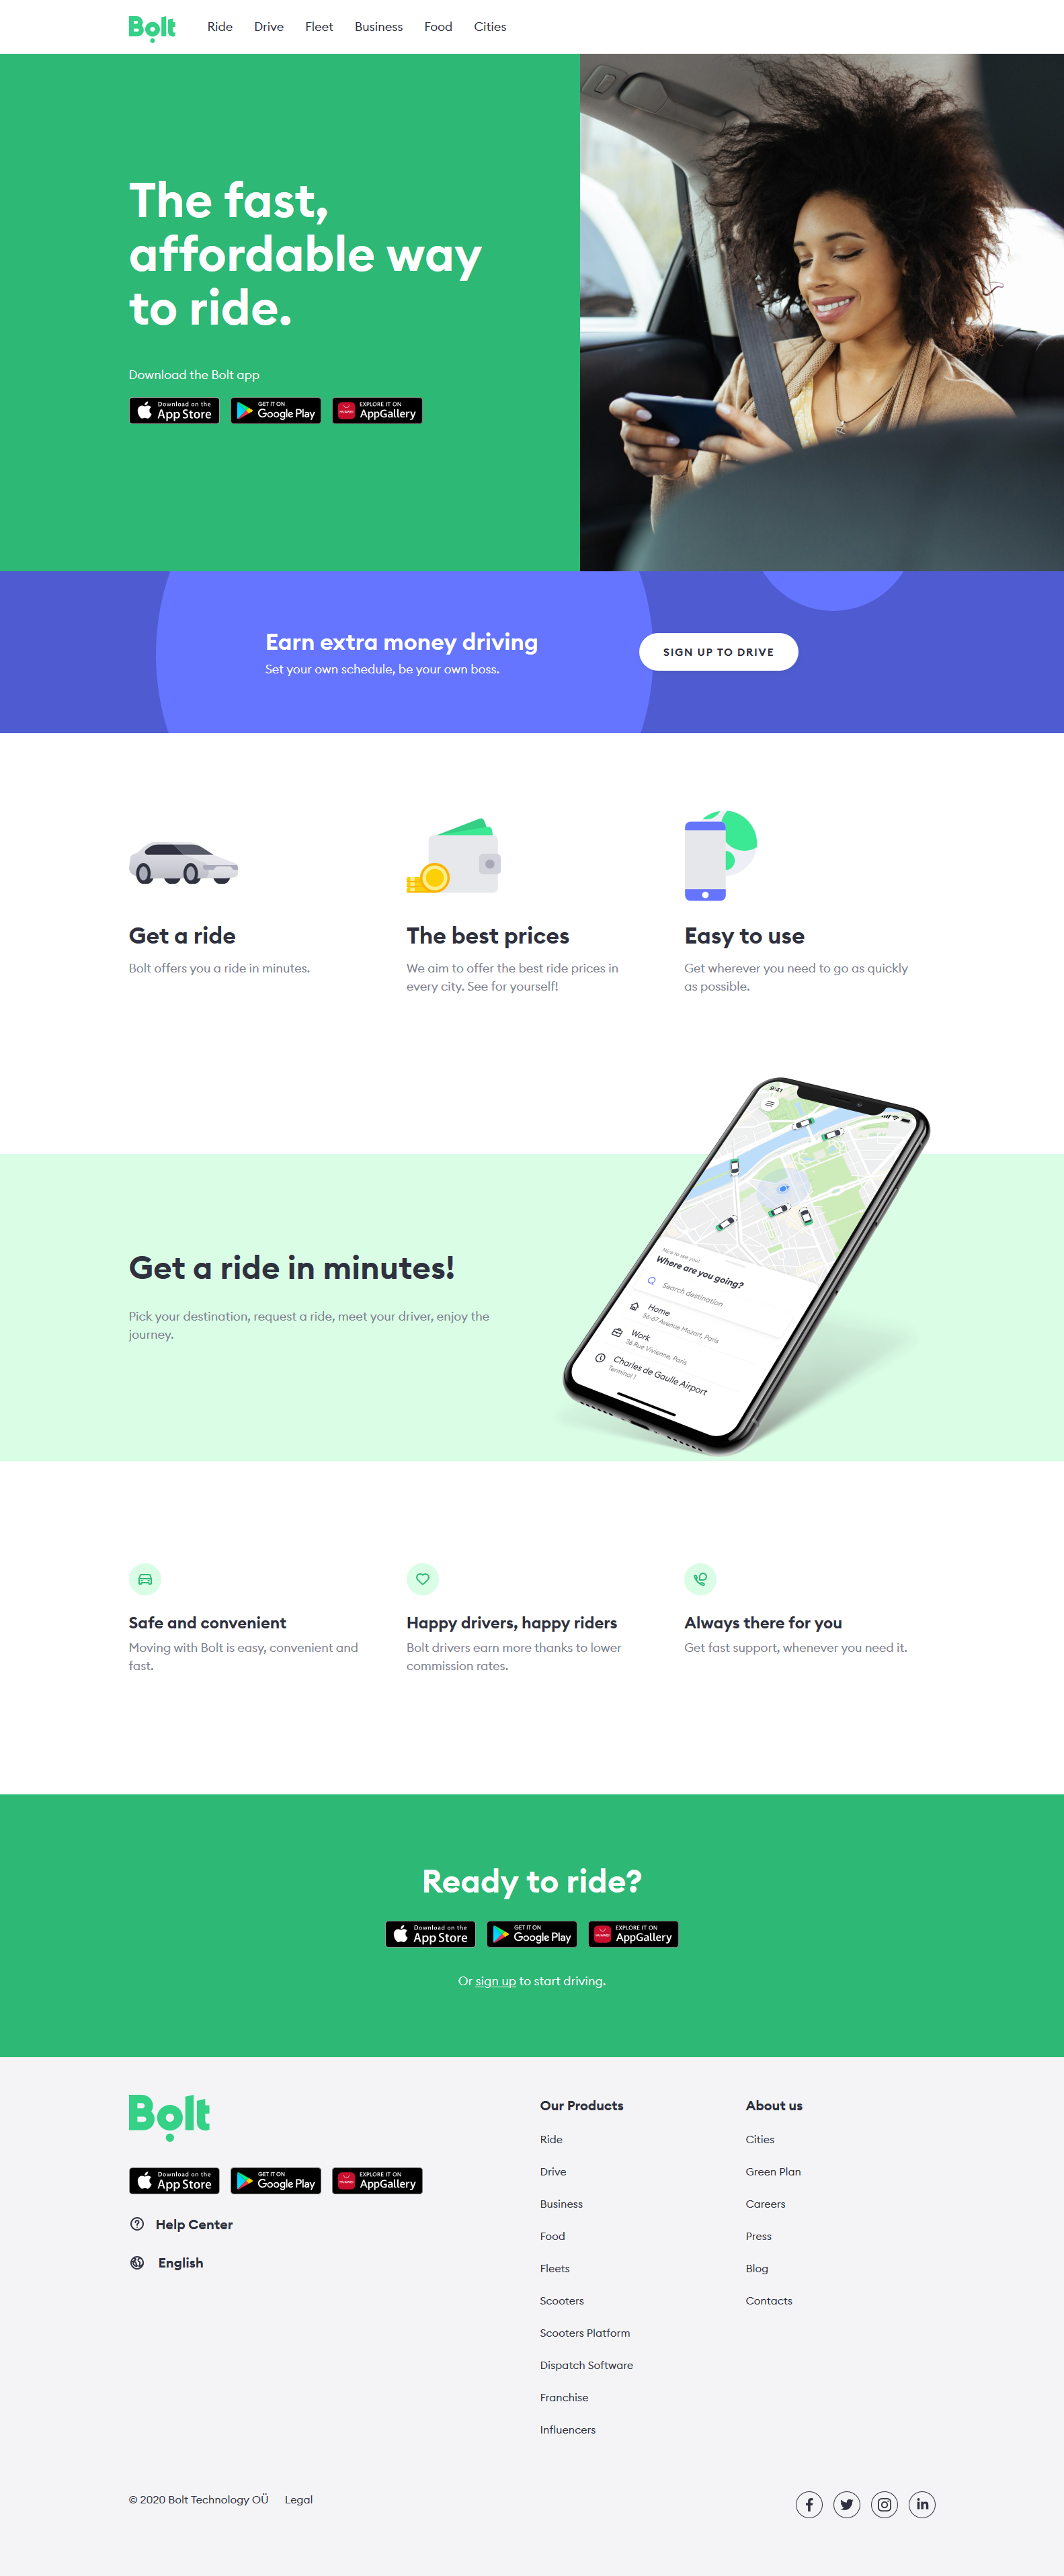 Bolt
Ride
Drive
Fleet
Business
Food
Cities
The fast,
affordable way
to ride.
Download the Bolt app
Download on the
App Store
GET IT ON
Google Play
EXPLORE IT ON
AppGallery
Earn extra money driving
Set your own schedule, be your own boss.
SIGN UP TO DRIVE
Get a ride
Bolt offers you a ride in minutes.
The best prices
We aim to offer the best ride prices in
every city. See for yourself!
Easy to use
Get wherever you need to go as quickly
as possible.
9:41
Nice to see you!
Where are you going?
Search destination
Home
56-67 Avenue Mozart, Paris
Work
36 Rue Vivienne, Paris
Charles de Gaulle Airport
Terminal 1
Get a ride in minutes!
Pick your destination, request a ride, meet your driver, enjoy the
journey.
Safe and convenient
Moving with Bolt is easy, convenient and
fast.
Happy drivers, happy riders
Bolt drivers earn more thanks to lower
commission rates.
Always there for you
Get fast support, whenever you need it.
Ready to ride?
Download on the
App Store
GET IT ON
Google Play
EXPLORE IT ON
AppGallery
Or sign up to start driving.
Bolt
Download on the
App Store
GET IT ON
Google Play
EXPLORE IT ON
AppGallery
Help Center
English
Our Products
Ride
Drive
Business
Food
Fleets
Scooters
Scooters Platform
Dispatch Software
Franchise
Influencers
About us
Cities
Green Plan
Careers
Press
Blog
Contacts
© 2020 Bolt Technology OÜ
Legal